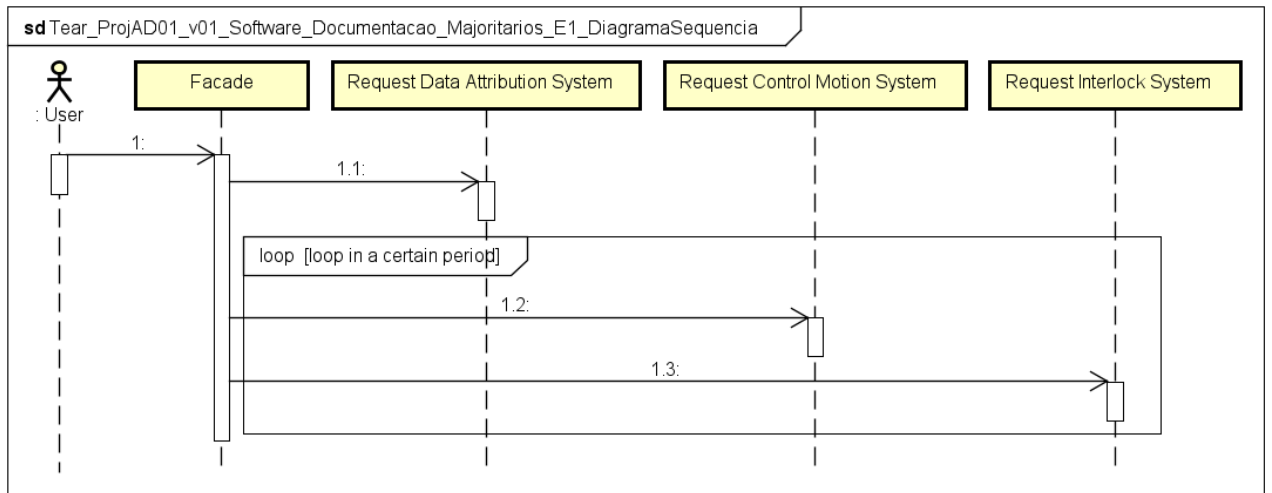 sd Tear_ProjAD01_v01_Software_Documentacao_Majoritarios_E1_DiagramaSequencia
: User
Facade
Request Data Attribution System
Request Control Motion System
Request Interlock System
1:
1.1:
loop [loop in a certain period]
1.2:
1.3: